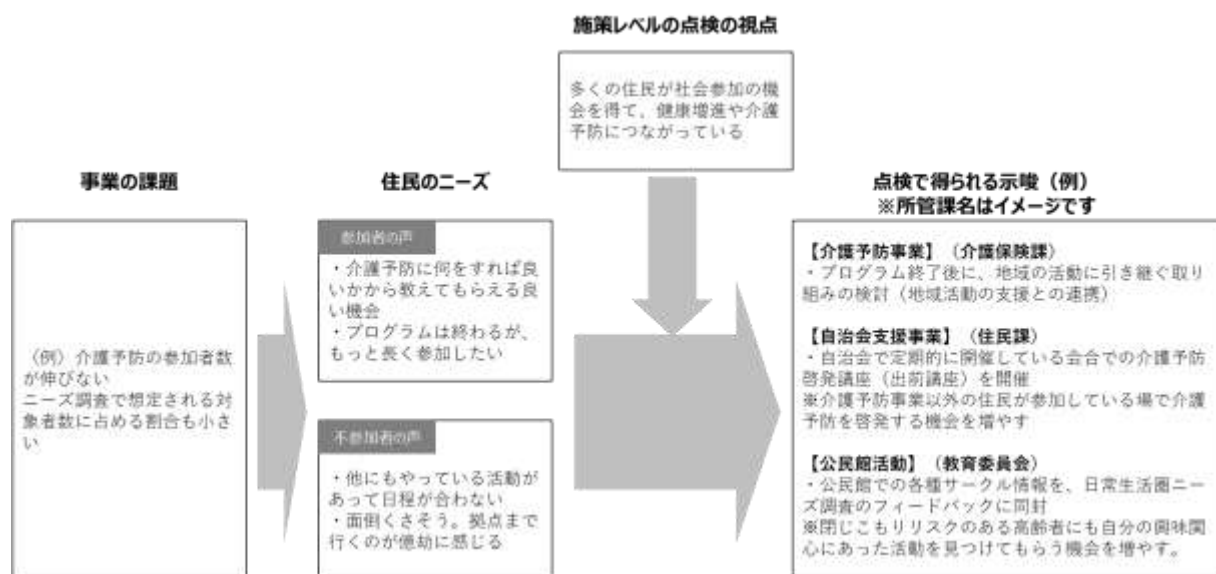 施策レベルの点検の視点
多くの住民が社会参加の機
会を得て、健康増進や介護
予防につながっている
事業の課題
（例）介護予防の参加者数
が伸びない
ニーズ調査で想定される対
象者数に占める割合も小さ
い
住民のニーズ
参加者の声
・介護予防に何をすれば良
いかから教えてもらえる良
い機会
・プログラムは終わるが、
もっと長く参加したい
不参加者の声
・他にもやっている活動が
あって日程が合わない
・面倒くさそう。拠点まで
行くのが億劫に感じる
点検で得られる示唆（例）
※所管課名はイメージです
【介護予防事業】（介護保険課）
・プログラム終了後に、地域の活動に引き継ぐ取り
組みの検討（地域活動の支援との連携）
【自治会支援事業】（住民課）
・自治会で定期的に開催している会合での介護予防
啓発講座（出前講座）を開催
※介護予防事業以外の住民が参加している場で介護
予防を啓発する機会を増やす
【公民館活動】（教育委員会）
・公民館での各種サークル情報を、日常生活圏ニー
ズ調査のフィードバックに同封
※閉じこもりリスクのある高齢者にも自分の興味関
心にあった活動を見つけてもらう機会を増やす。